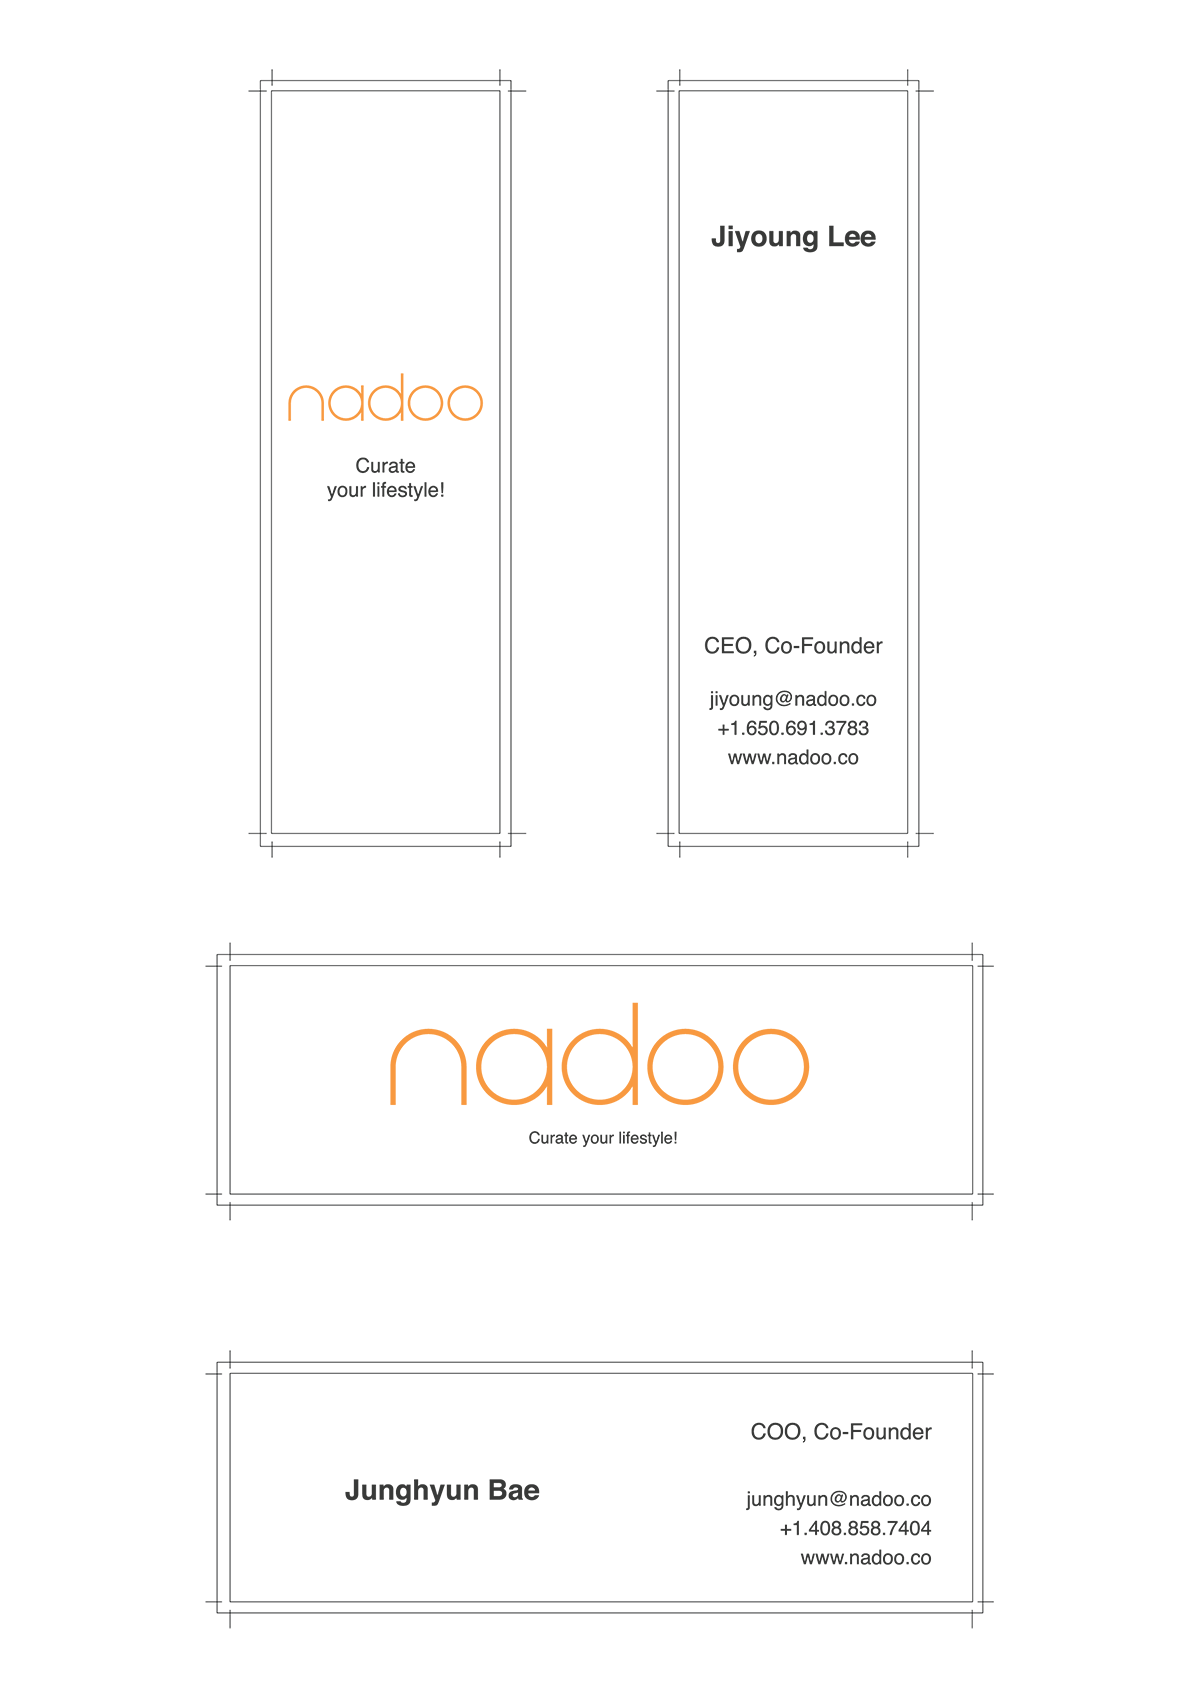 nadoo
Curate
your lifestyle!
Jiyoung Lee
CEO, Co-Founder
jiyoung@nadoo.co
+1.650.691.3783
www.nadoo.co
nadoo
Curate your lifestyle!
Junghyun Bae
COO, Co-Founder
junghyun@nadoo.co
+1.408.858.7404
www.nadoo.co